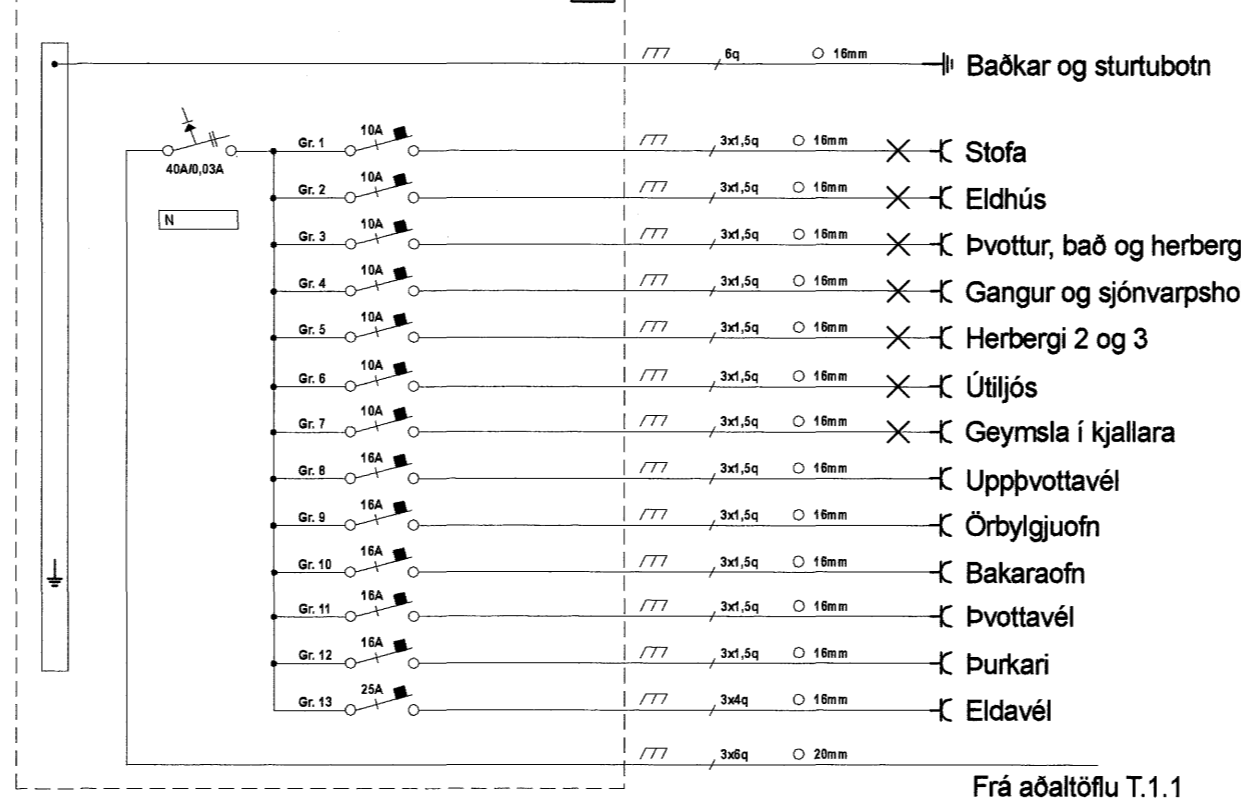 6q 16mm Baðkar og sturtubotn
40A/0,03A
N
Gr. 1 10A 3x1,5q 16mm Stofa
Gr. 2 10A 3x1,5q 16mm Eldhús
Gr. 3 10A 3x1,5q 16mm Þvottur, bað og herberg
Gr. 4 10A 3x1,5q 16mm Gangur og sjónvarpsho
Gr. 5 10A 3x1,5q 16mm Herbergi 2 og 3
Gr. 6 10A 3x1,5q 16mm Útiljós
Gr. 7 10A 3x1,5q 16mm Geymsla í kjallara
Gr. 8 16A 3x1,5q 16mm Uppþvottavél
Gr. 9 16A 3x1,5q 16mm Örbylgjuofn
Gr. 10 16A 3x1,5q 16mm Bakaraofn
Gr. 11 16A 3x1,5q 16mm Þvottavél
Gr. 12 16A 3x1,5q 16mm Þurkari
Gr. 13 25A 3x4q 16mm Eldavél
3x6q 20mm
Frá aðaltöflu T.1.1